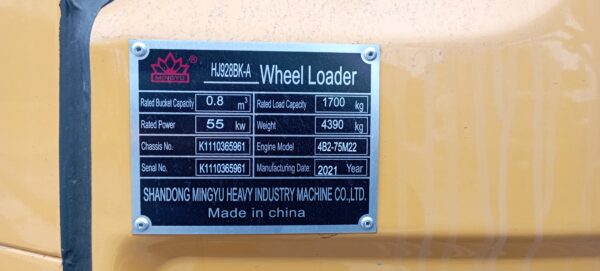 MINGYU ® HJ928BK-A Wheel Loader
Rated Bucket Capacity 0.8 m³ Rated Load Capacity 1700 kg
Rated Power 55 kw Weight 4390 kg
Chassis No. K1110365961 Engine Model 4B2-75M22
Serial No. K1110365961 Manufacturing Date: 2021 Year
SHANDONG MINGYU HEAVY INDUSTRY MACHINE CO.,LTD.
Made in china